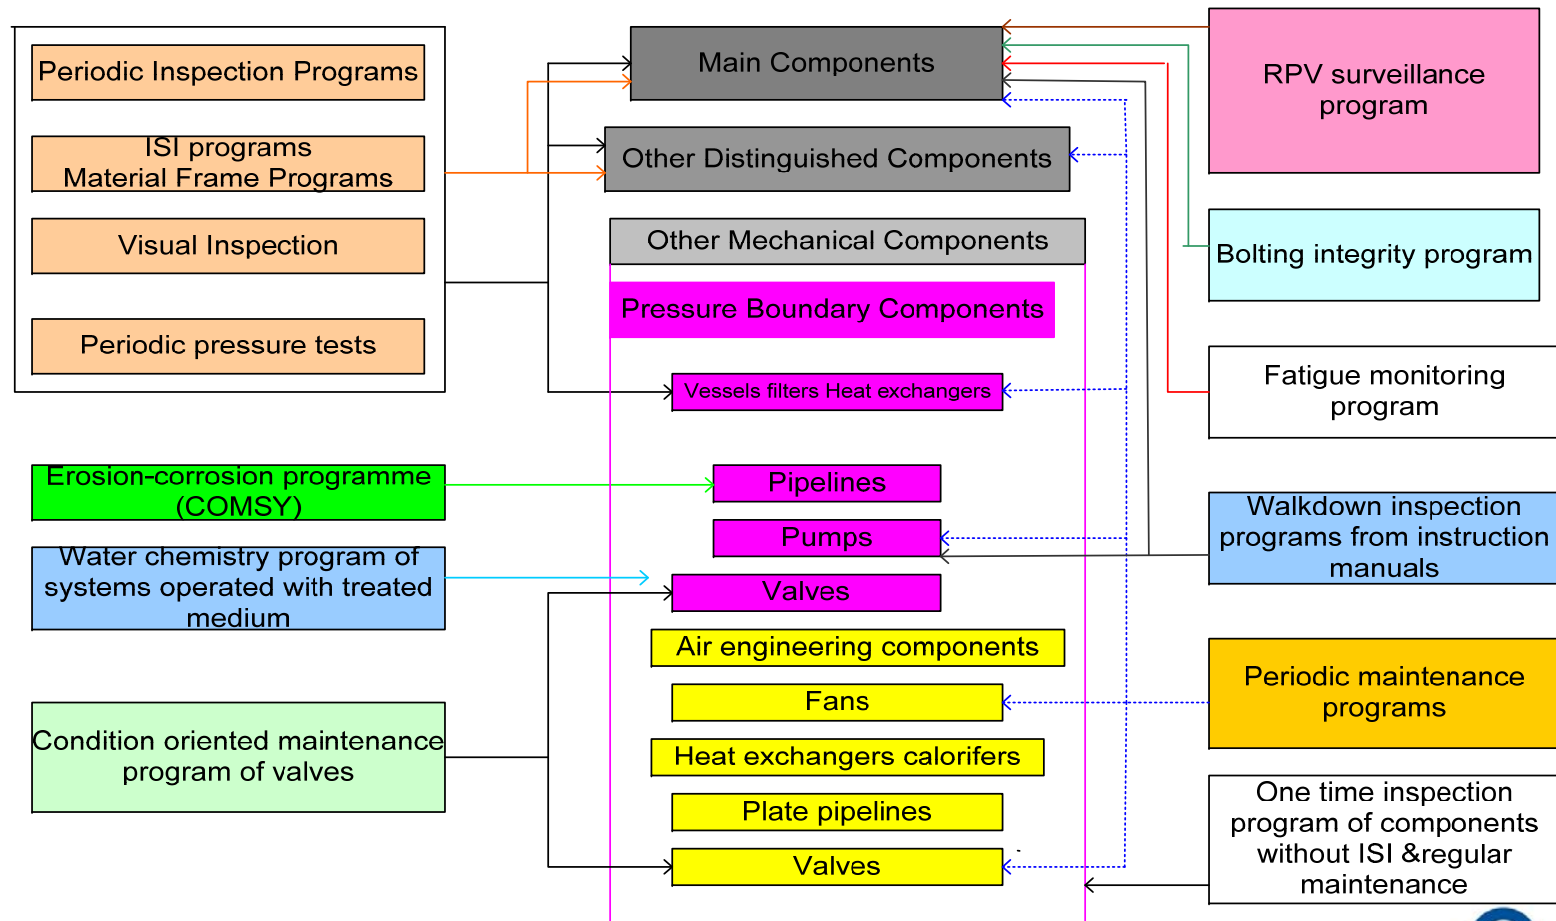 Periodic Inspection Programs
ISI programs
Material Frame Programs
Visual Inspection
Periodic pressure tests
Erosion-corrosion programme
(COMSY)
Water chemistry program of
systems operated with treated
medium
Condition oriented maintenance
program of valves
Main Components
Other Distinguished Components
Other Mechanical Components
Pressure Boundary Components
Vessels filters Heat exchangers
Pipelines
Pumps
Valves
Air engineering components
Fans
Heat exchangers calorifers
Plate pipelines
Valves
RPV surveillance
program
Bolting integrity program
Fatigue monitoring
program
Walkdown inspection
programs from instruction
manuals
Periodic maintenance
programs
One time inspection
program of components
without ISI &regular
maintenance